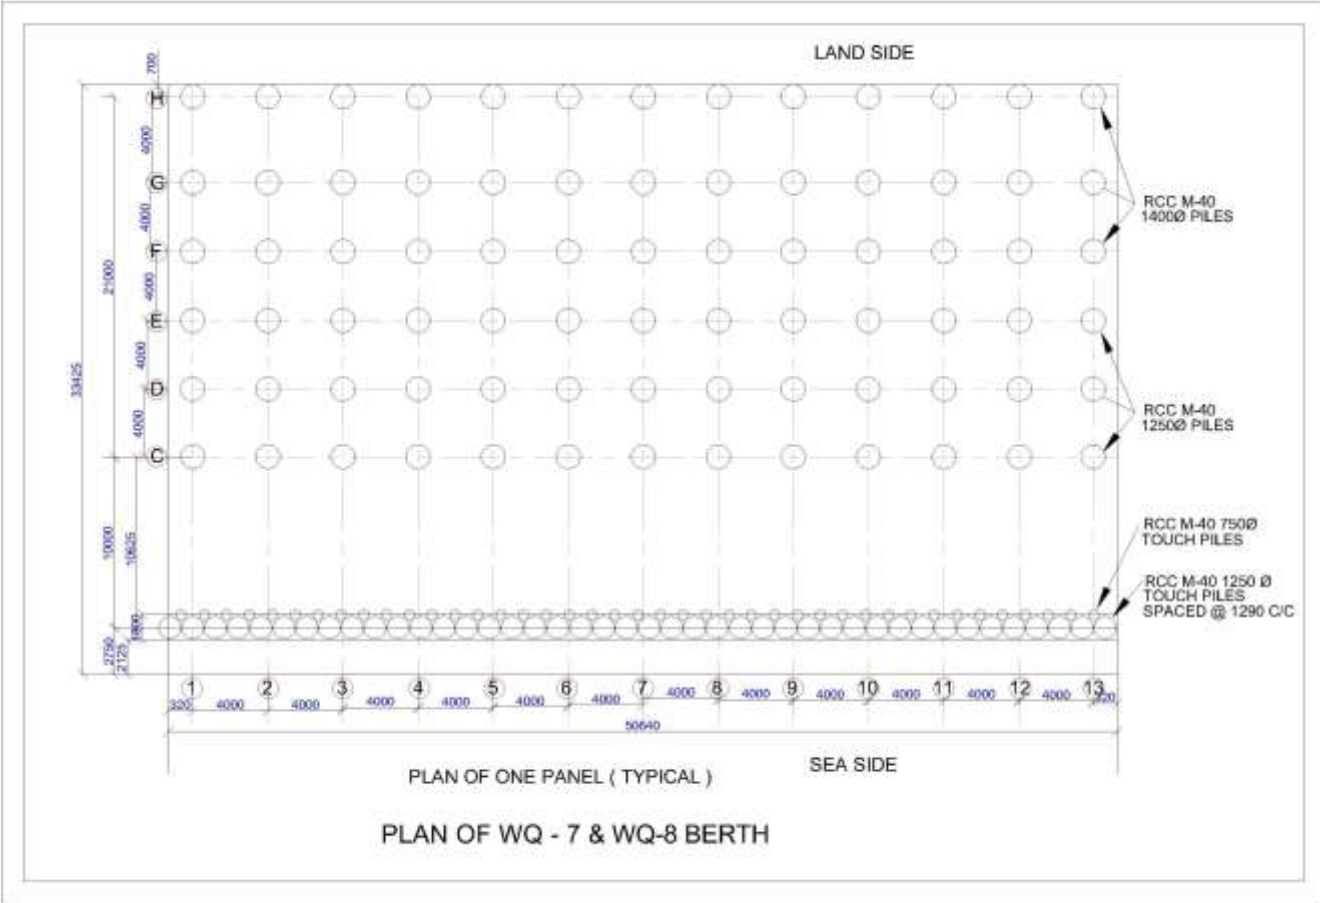 LAND SIDE
700
H
4000
G
4000
F
21000
4000
E
4000
33425
D
4000
C
RCC M-40
1400Ø PILES
RCC M-40
1250Ø PILES
10000
10625
RCC M-40 750Ø
TOUCH PILES
RCC M-40 1250 Ø
TOUCH PILES
SPACED @ 1290 C/C
2750
2125
1 2 3 4 5 6 7 8 9 10 11 12 13
320 4000 4000 4000 4000 4000 4000 4000 4000 4000 4000 4000 4000 320
50640
SEA SIDE
PLAN OF ONE PANEL ( TYPICAL )
PLAN OF WQ - 7 & WQ-8 BERTH